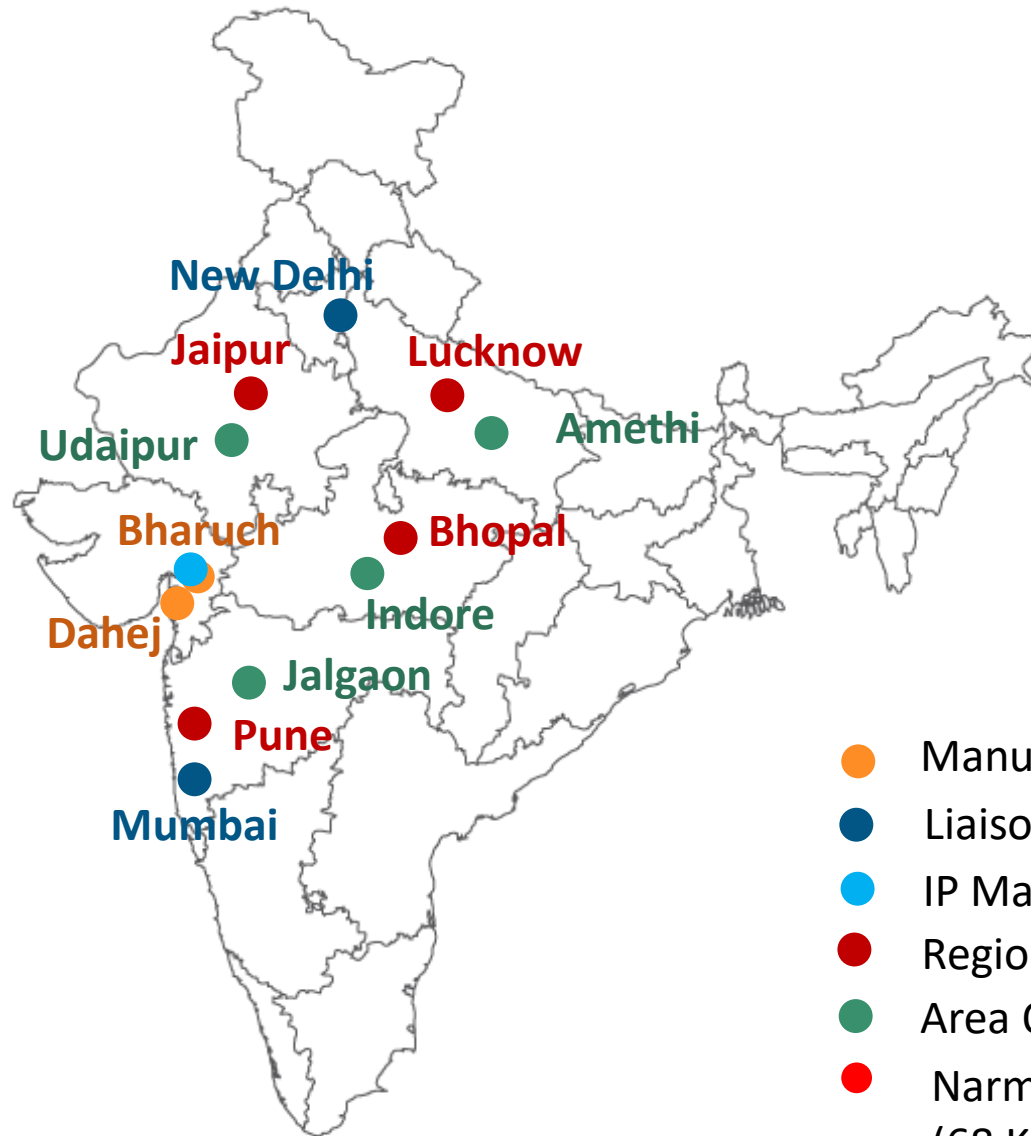 New Delhi
Jaipur
Lucknow
Udaipur
Amethi
Bharuch
Bhopal
Dahej
Indore
Jalgaon
Pune
Mumbai
Manu
Liaiso
IP Ma
Regio
Area
Narm